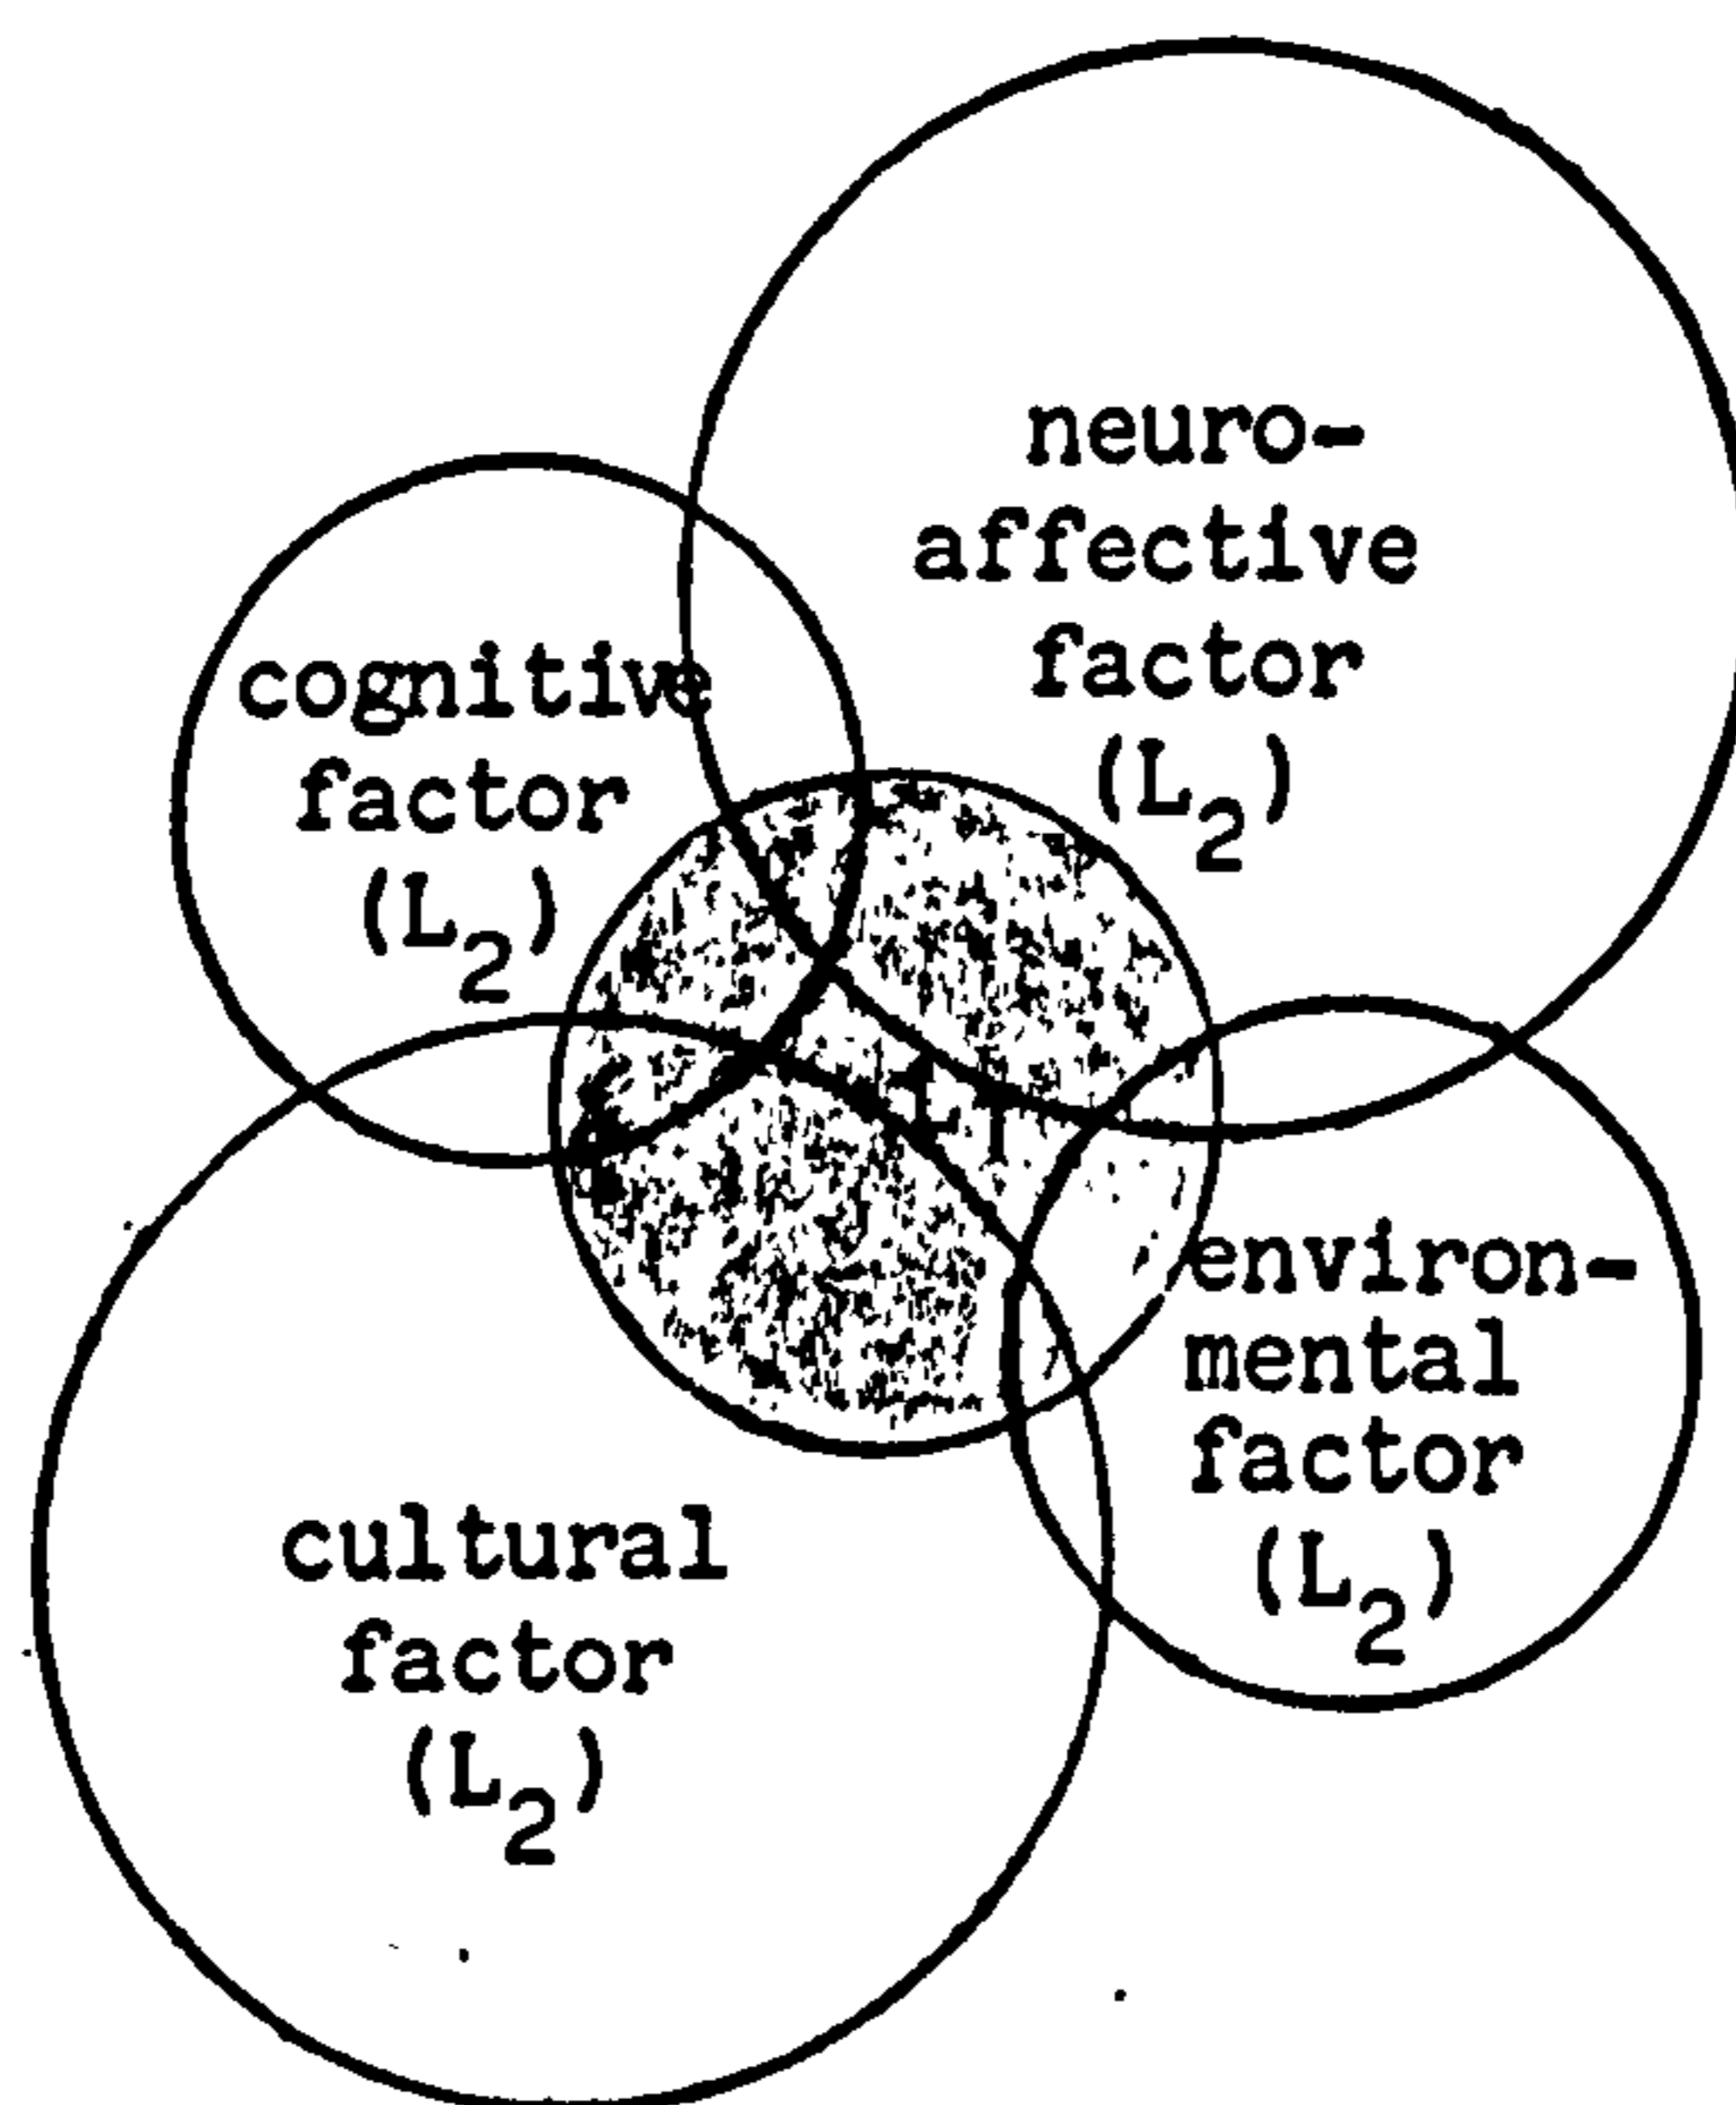 neuro-
affective
factor
(L₂)
cognitive
factor
(L₂)
environ-
mental
factor
(L₂)
cultural
factor
(L₂)